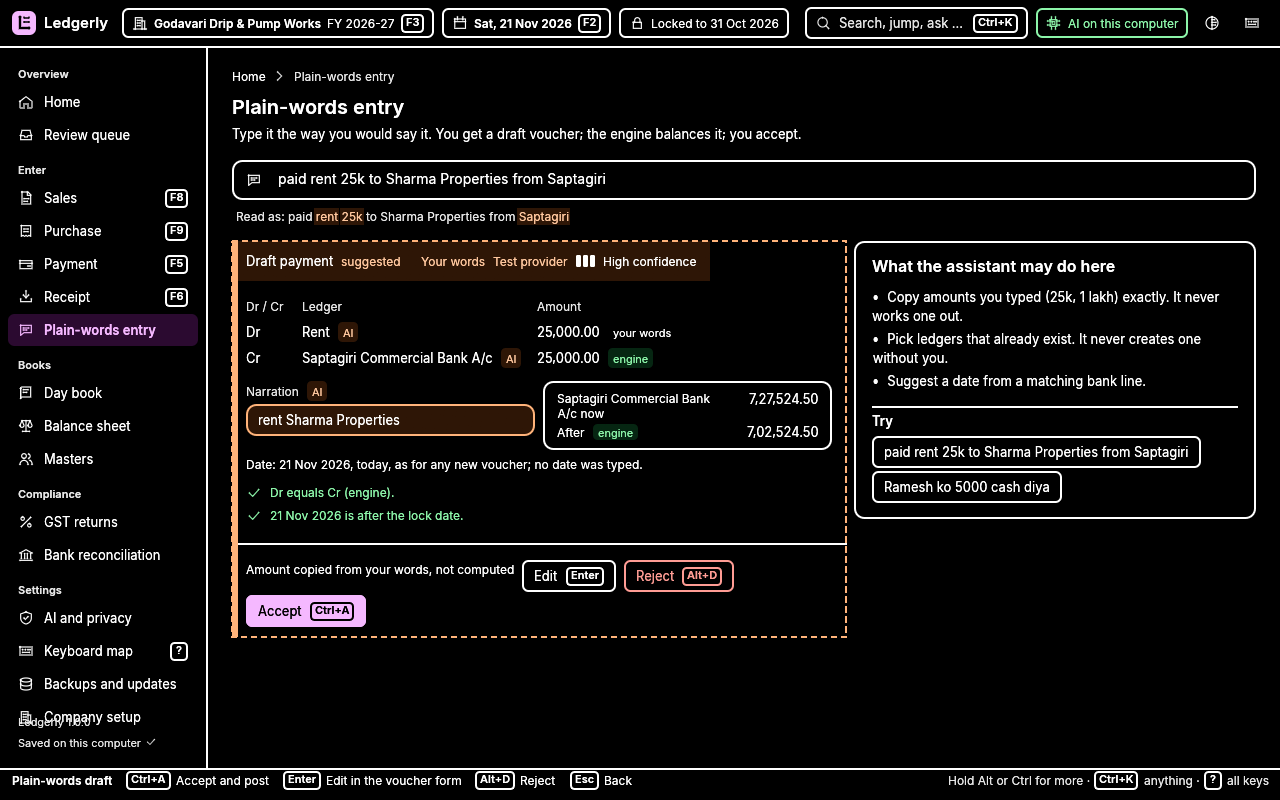 Ledgerly
Godavari Drip & Pump Works FY 2026-27 F3
Sat, 21 Nov 2026 F2
Locked to 31 Oct 2026
Search, jump, ask ... Ctrl+K
AI on this computer
Overview
Home
Review queue
Enter
Sales F8
Purchase F9
Payment F5
Receipt F6
Plain-words entry
Books
Day book
Balance sheet
Masters
Compliance
GST returns
Bank reconciliation
Settings
AI and privacy
Keyboard map ?
Backups and updates
Company setup
Saved on this computer
Home Plain-words entry
Plain-words entry
Type it the way you would say it. You get a draft voucher; the engine balances it; you accept.
paid rent 25k to Sharma Properties from Saptagiri
Read as: paid rent 25k to Sharma Properties from Saptagiri
Draft payment suggested Your words Test provider High confidence
Dr / Cr Ledger Amount
Dr Rent AI 25,000.00 your words
Cr Saptagiri Commercial Bank A/c AI 25,000.00 engine
Narration AI
rent Sharma Properties
Saptagiri Commercial Bank 7,27,524.50
A/c now
After engine 7,02,524.50
Date: 21 Nov 2026, today, as for any new voucher; no date was typed.
Dr equals Cr (engine).
21 Nov 2026 is after the lock date.
Amount copied from your words, not computed Edit Enter Reject Alt+D
Accept Ctrl+A
What the assistant may do here
• Copy amounts you typed (25k, 1 lakh) exactly. It never
works one out.
• Pick ledgers that already exist. It never creates one
without you.
• Suggest a date from a matching bank line.
Try
paid rent 25k to Sharma Properties from Saptagiri
Ramesh ko 5000 cash diya
Plain-words draft Ctrl+A Accept and post Enter Edit in the voucher form Alt+D Reject Esc Back
Hold Alt or Ctrl for more · Ctrl+K anything · ? all keys